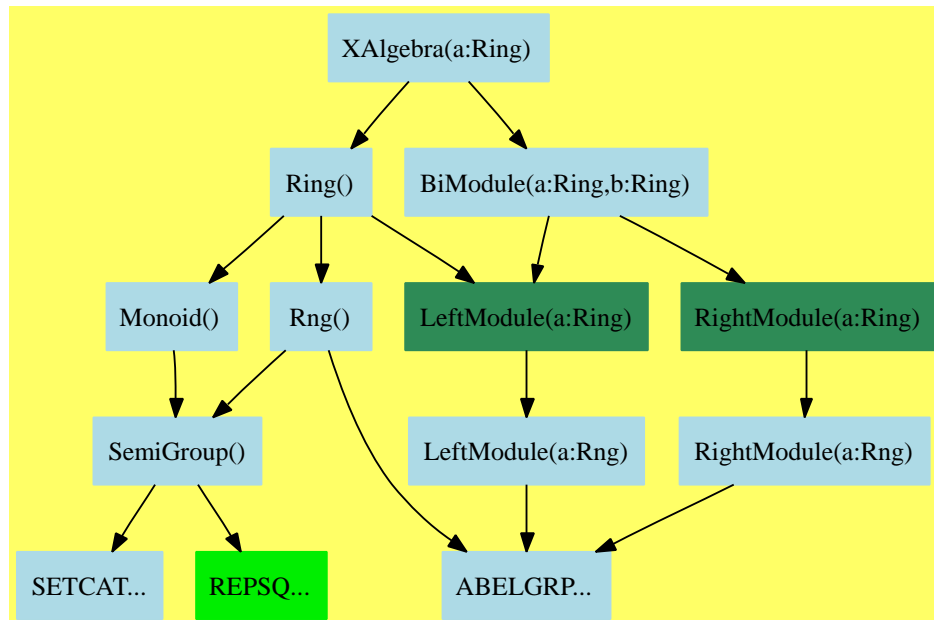 XAlgebra(a:Ring)
Ring()
BiModule(a:Ring,b:Ring)
Monoid()
Rng()
LeftModule(a:Ring)
RightModule(a:Ring)
SemiGroup()
LeftModule(a:Rng)
RightModule(a:Rng)
SETCAT...
REPSQ...
ABELGRP...